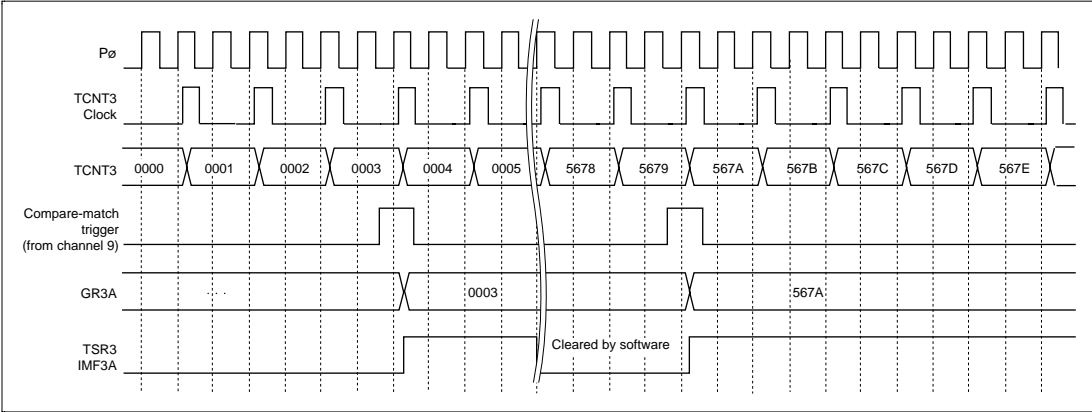 Pø
TCNT3
Clock
TCNT3
0000 0001 0002 0003 0004 0005 5678 5679 567A 567B 567C 567D 567E
Compare-match
trigger
(from channel 9)
GR3A
. . . 0003 567A
TSR3
IMF3A
Cleared by software